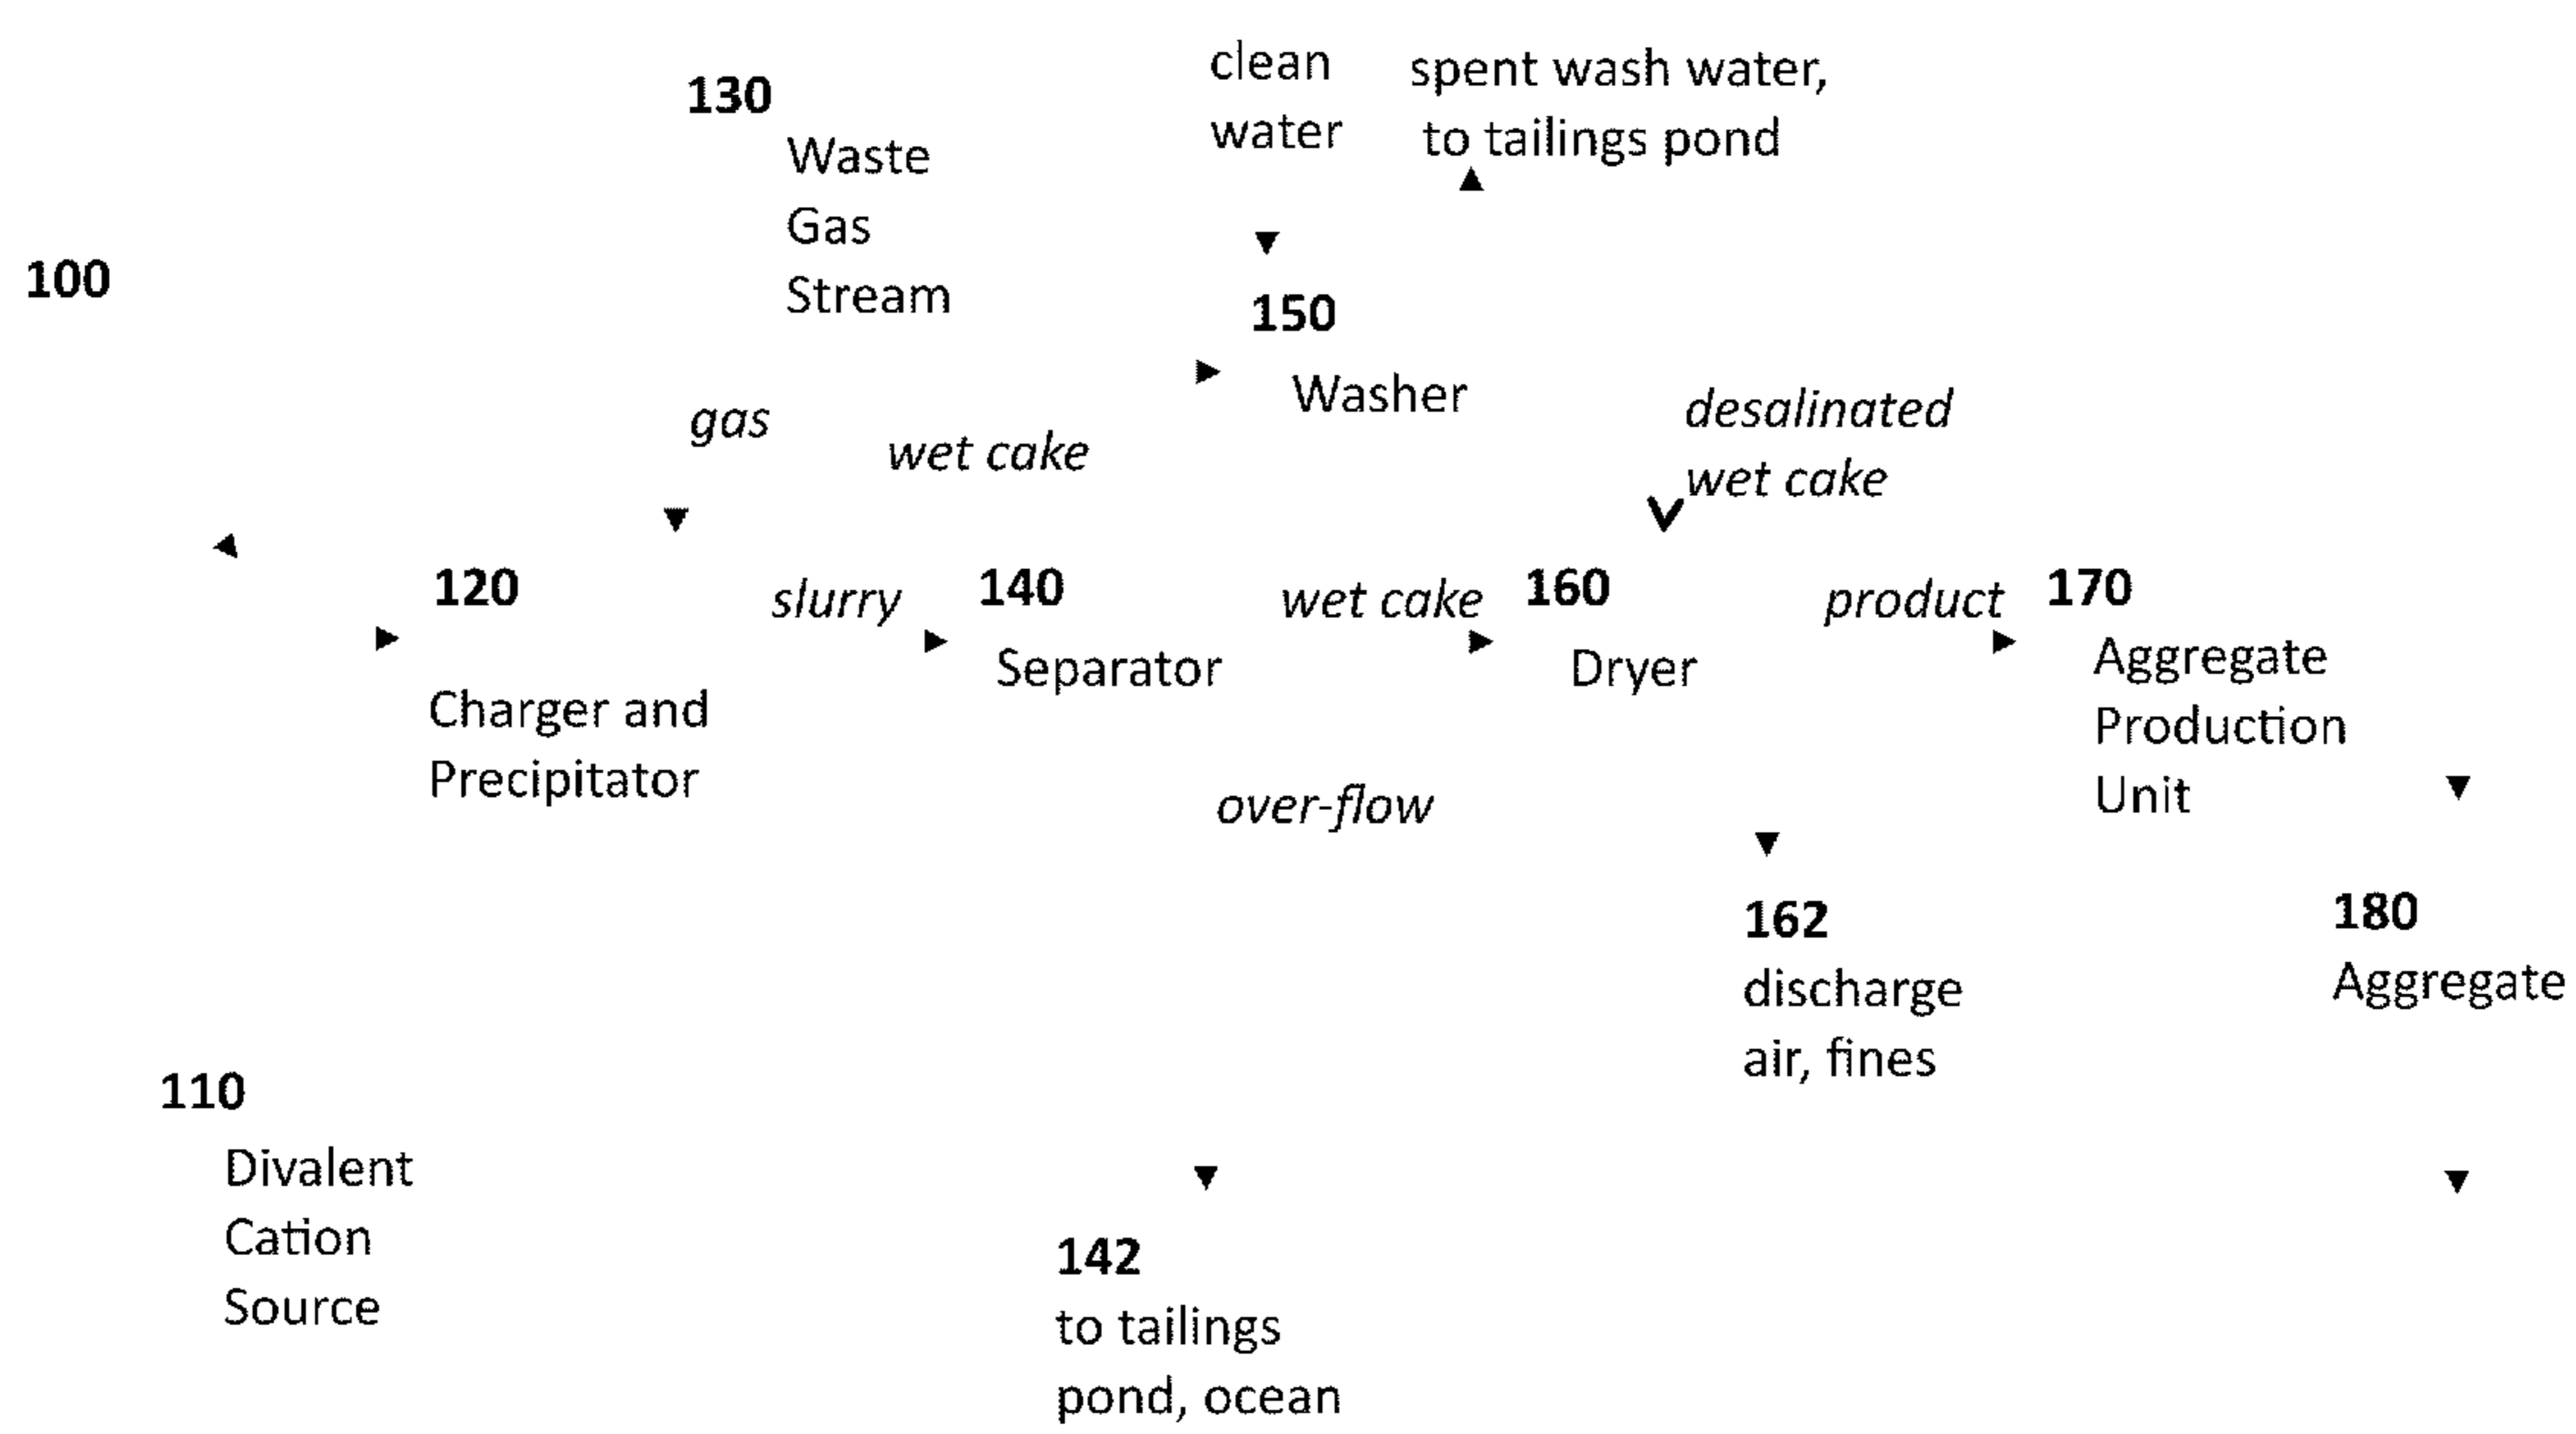 100
130
Waste
Gas
Stream
clean
water
spent wash water,
to tailings pond
150
Washer
gas
wet cake
desalinated
wet cake
120
Charger and
Precipitator
slurry
140
Separator
wet cake
160
Dryer
product
170
Aggregate
Production
Unit
over-flow
162
discharge
air, fines
180
Aggregate
110
Divalent
Cation
Source
142
to tailings
pond, ocean